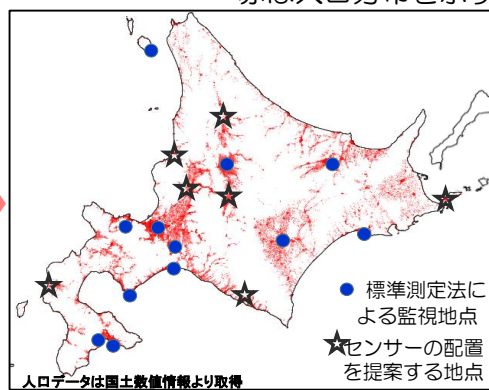 標準測定法に
よる監視地点
センサーの配置
を提案する地点
人口データは国土数値情報より取得